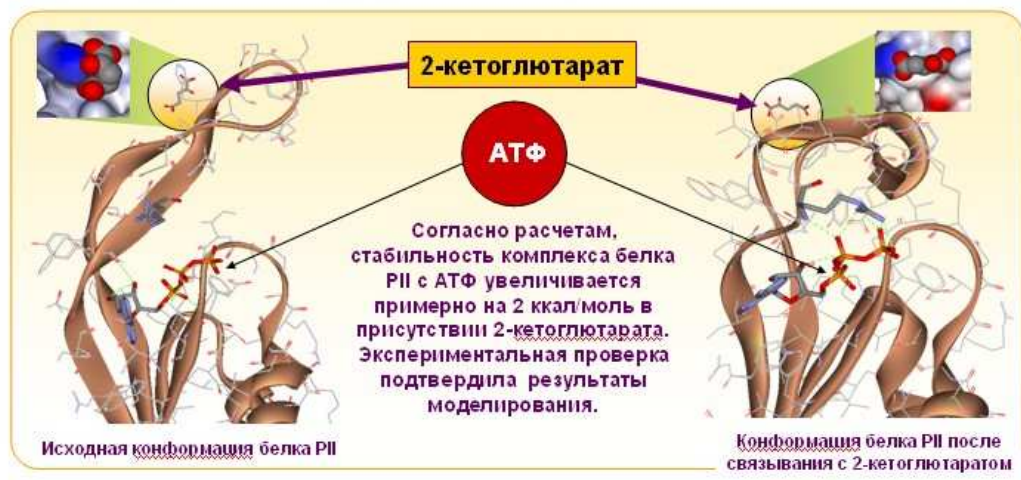 2-кетоглютарат
АТФ
Согласно расчетам,
стабильность комплекса белка
PII с АТФ увеличивается
примерно на 2 ккал/моль в
присутствии 2-кетоглютарата.
Экспериментальная проверка
подтвердила результаты
моделирования.
Исходная конформация белка PII
Конформация белка PII после
связывания с 2-кетоглютаратом